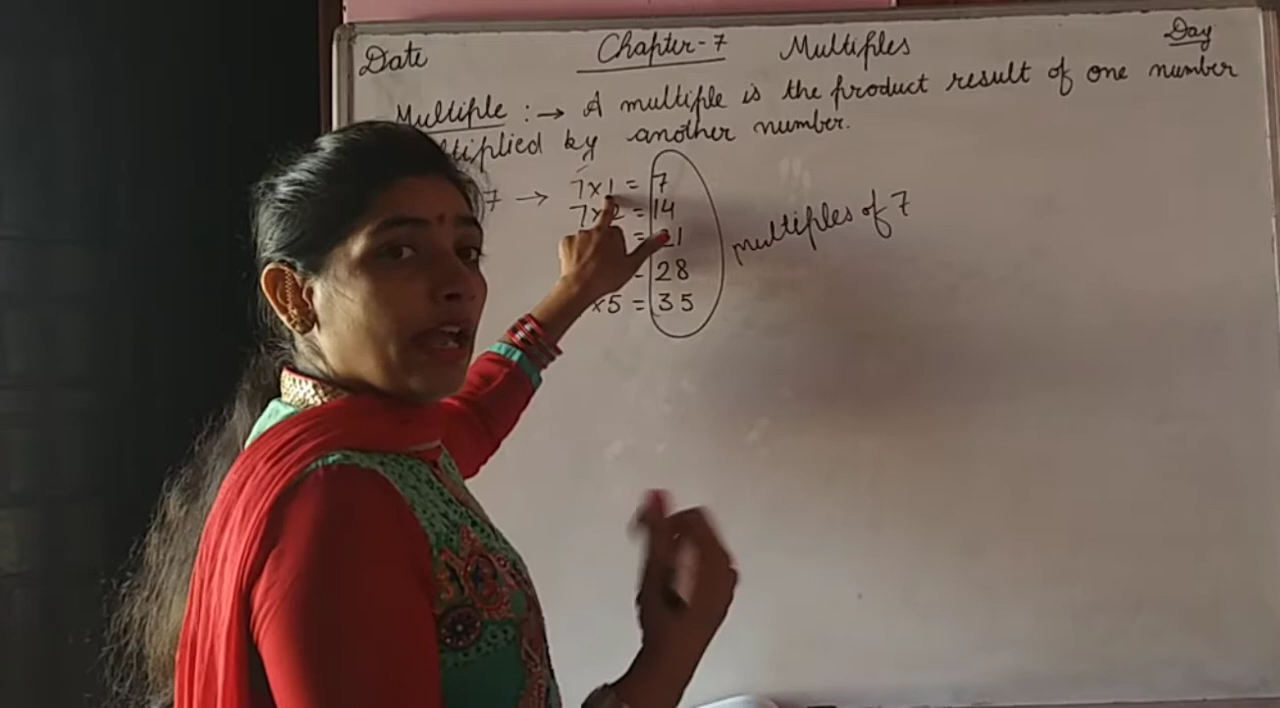 Date Chapter-7 Multiples Day
Multiple :→ A multiple is the product result of one number
by another number.
7 → 7×1 = 7
7×2 = 14
= 21
= 28
×5 = 35
multiples of 7